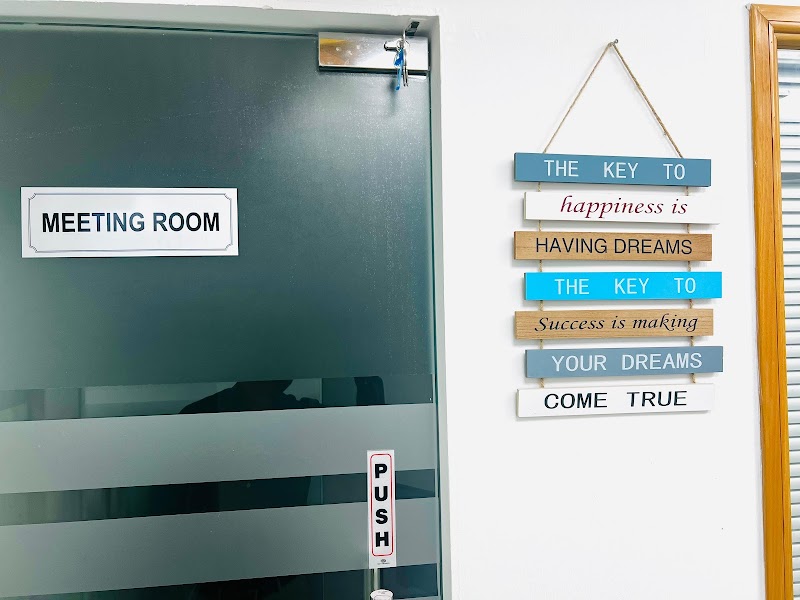 MEETING ROOM
PUSH
THE KEY TO
happiness is
HAVING DREAMS
THE KEY TO
Success is making
YOUR DREAMS
COME TRUE